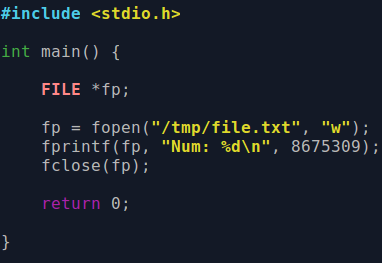 #include <stdio.h>
int main() {
    FILE *fp;
    fp = fopen("/tmp/file.txt", "w");
    fprintf(fp, "Num: %d\n", 8675309);
    fclose(fp);
    return 0;
}